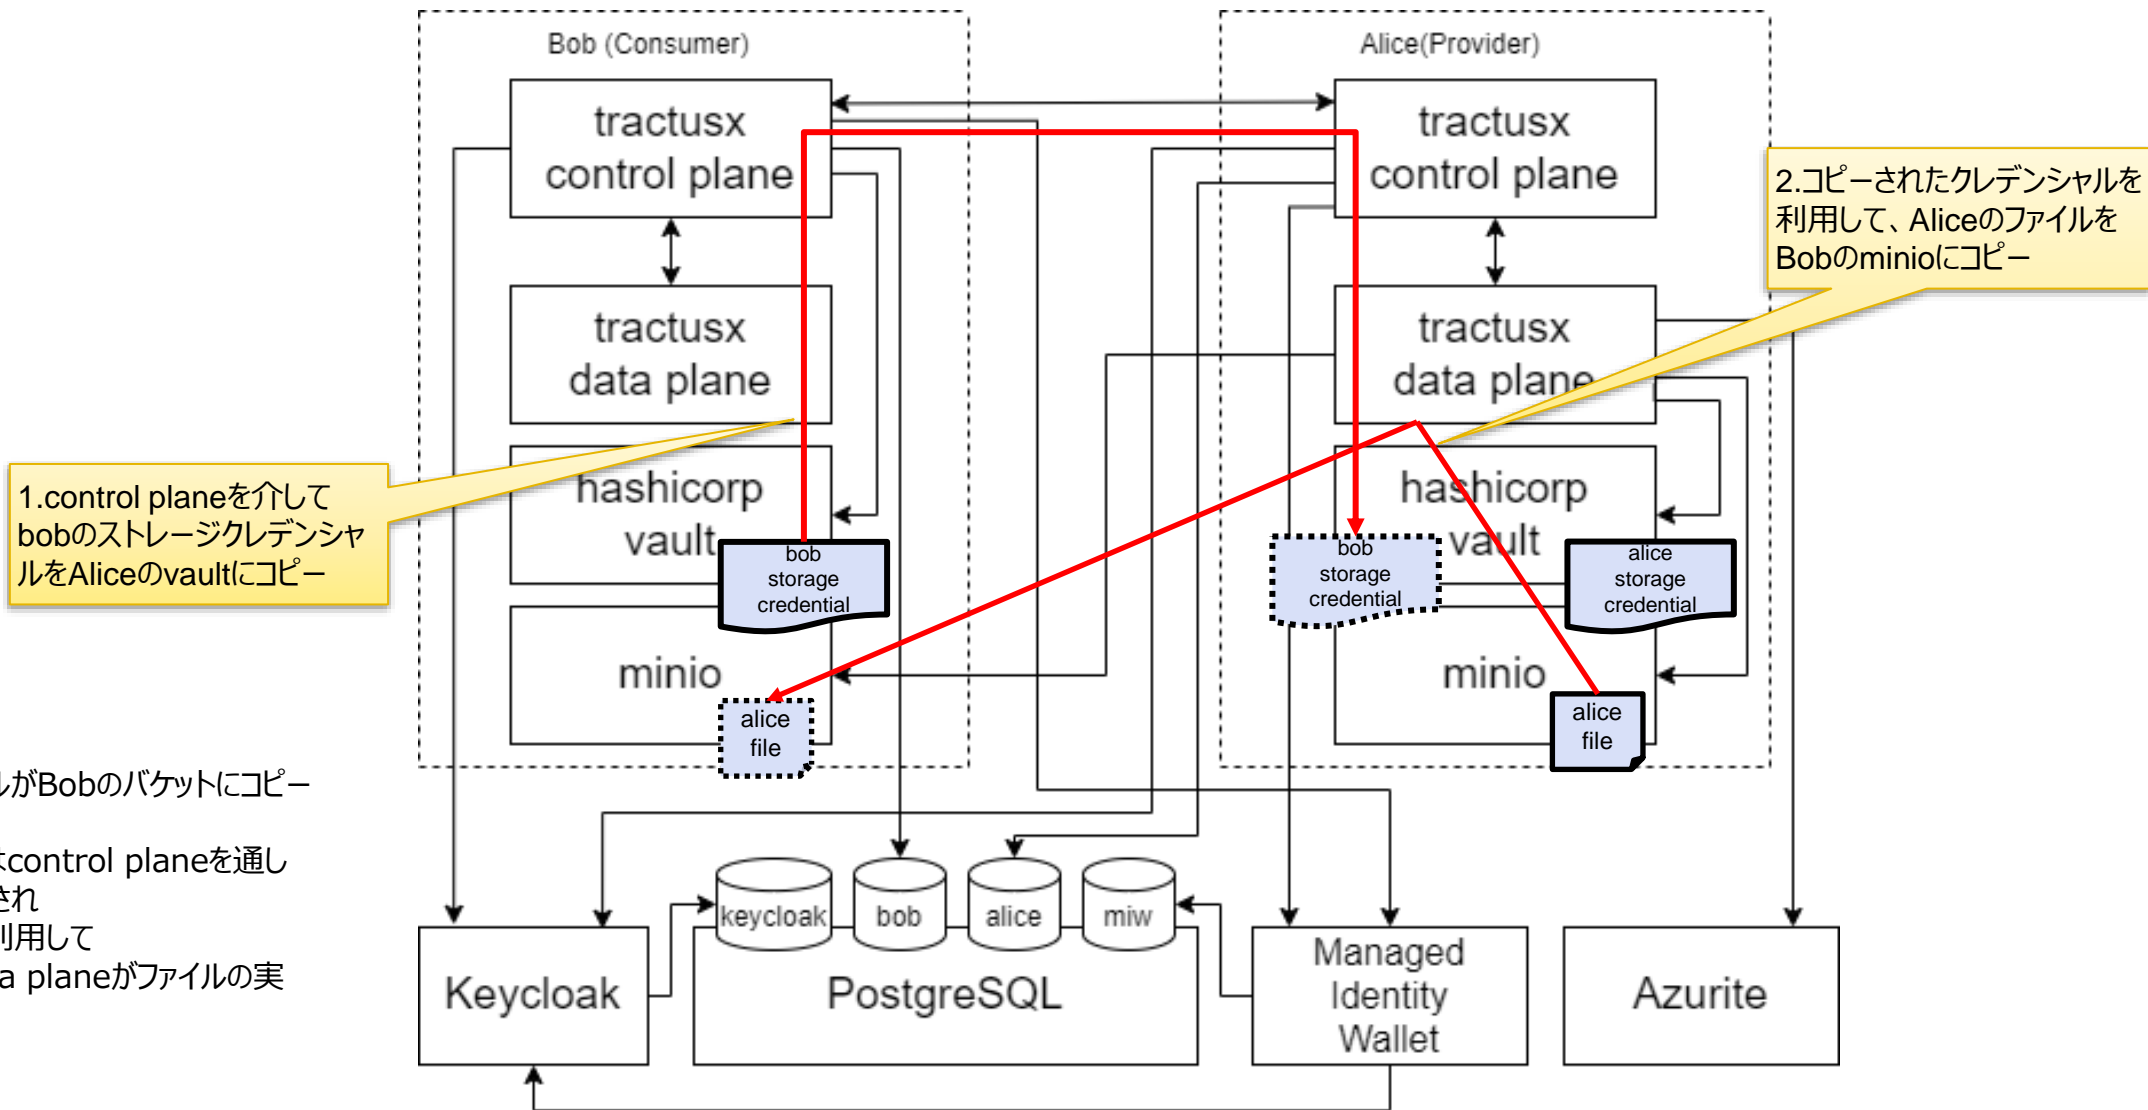 Bob (Consumer)
Alice(Provider)
tractusx
control plane
tractusx
control plane
2.コピーされたクレデンシャルを
利用して、Aliceのファイルを
Bobのminioにコピー
tractusx
data plane
tractusx
data plane
1.control planeを介して
bobのストレージクレデンシャ
ルをAliceのvaultにコピー
hashicorp
vault
bob
storage
credential
hashicorp
vault
bob
storage
credential
alice
storage
credential
minio
alice
file
minio
alice
file
ルがBobのバケットにコピー
はcontrol planeを通し
され
利用して
a planeがファイルの実
keycloak
bob
alice
miw
Keycloak
PostgreSQL
Managed
Identity
Wallet
Azurite